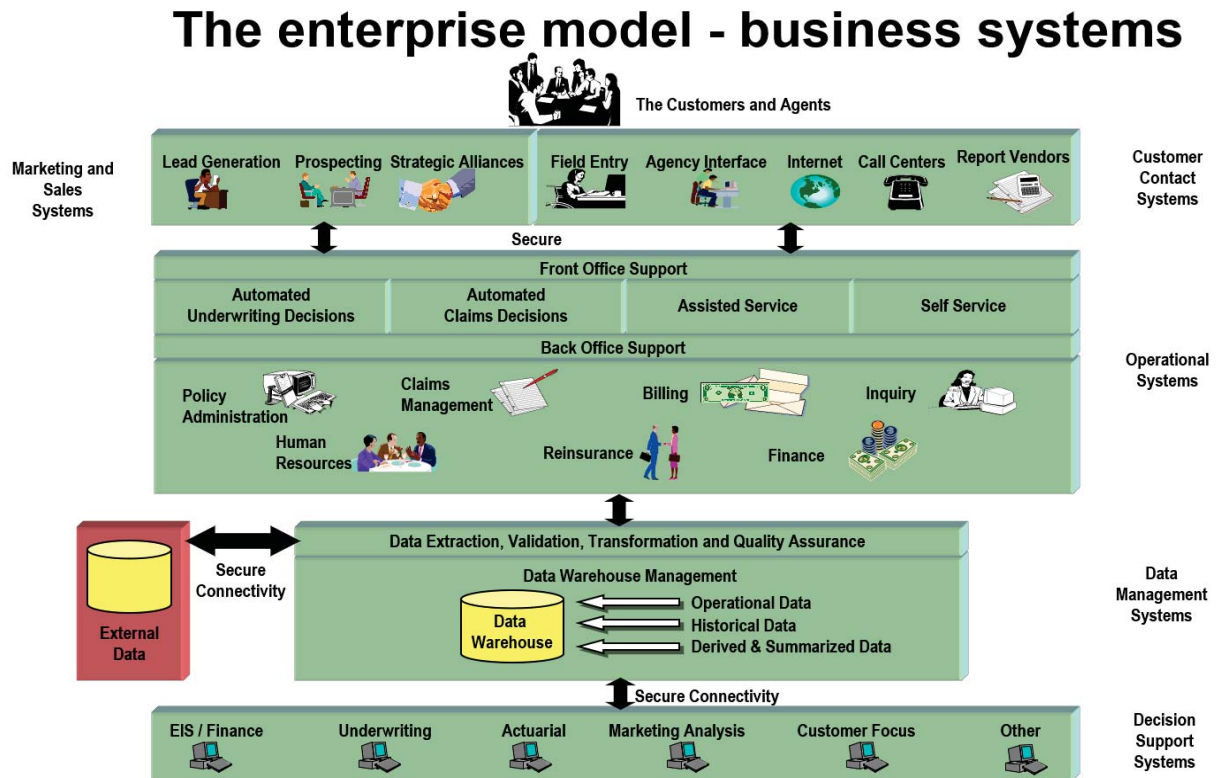 The enterprise model - business systems
The Customers and Agents
Marketing and
Sales
Systems
Lead Generation
Prospecting
Strategic Alliances
Field Entry
Agency Interface
Internet
Call Centers
Report Vendors
Customer
Contact
Systems
Secure
Front Office Support
Automated
Underwriting Decisions
Automated
Claims Decisions
Assisted Service
Self Service
Back Office Support
Operational
Systems
Policy
Administration
Claims
Management
Billing
Inquiry
Human
Resources
Reinsurance
Finance
External
Data
Secure
Connectivity
Data Extraction, Validation, Transformation and Quality Assurance
Data Warehouse Management
Data
Warehouse
Operational Data
Historical Data
Derived & Summarized Data
Data
Management
Systems
Secure Connectivity
EIS / Finance
Underwriting
Actuarial
Marketing Analysis
Customer Focus
Other
Decision
Support
Systems